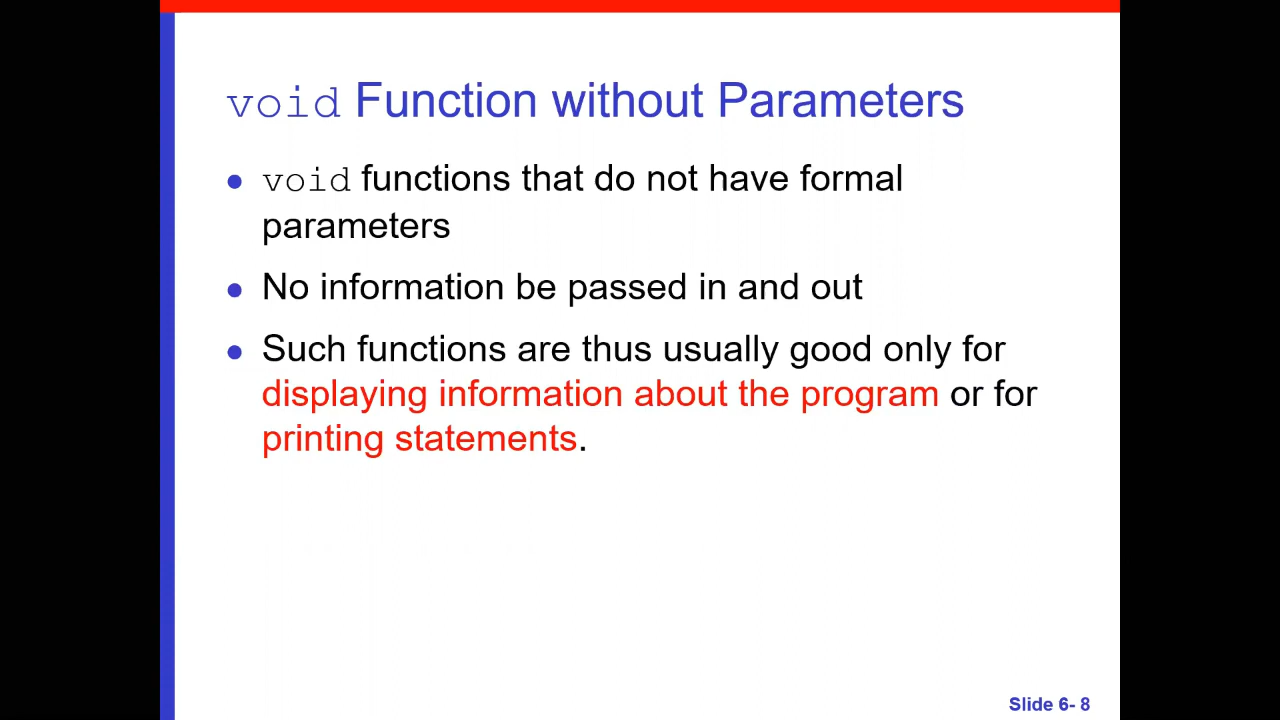 void Function without Parameters
• void functions that do not have formal
parameters
• No information be passed in and out
• Such functions are thus usually good only for
displaying information about the program or for
printing statements.
Slide 6- 8